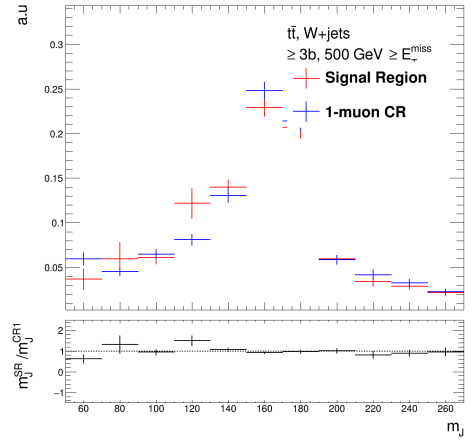 a.u
tt̄, W+jets
≥ 3b, 500 GeV ≥ E_T^miss
Signal Region
1-muon CR
0.3
0.25
0.2
0.15
0.1
0.05
m_J^SR/m_J^CR1
2
1
0
−1
60 80 100 120 140 160 180 200 220 240 260
m_J